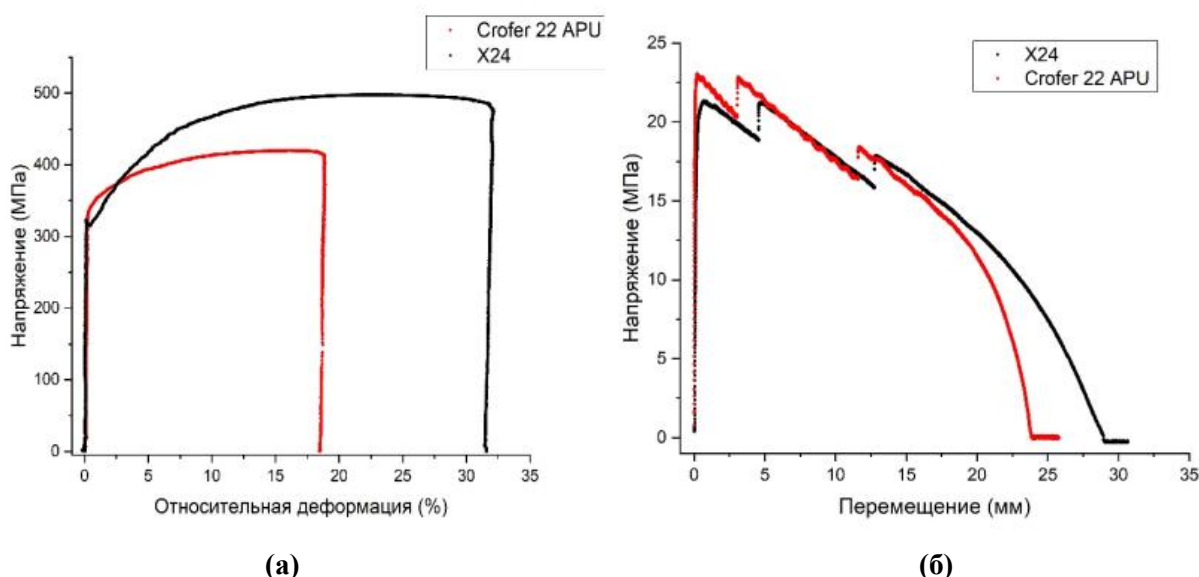 Crofer 22 APU
X24
Напряжение (МПа)
500
400
300
200
100
0
0 5 10 15 20 25 30 35
Относительная деформация (%)
(а)
X24
Crofer 22 APU
Напряжение (МПа)
25
20
15
10
5
0
0 5 10 15 20 25 30 35
Перемещение (мм)
(б)